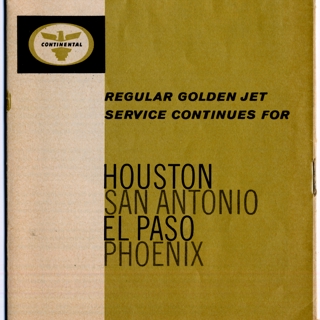 CONTINENTAL
REGULAR GOLDEN JET
SERVICE CONTINUES FOR
HOUSTON
SAN ANTONIO
EL PASO
PHOENIX